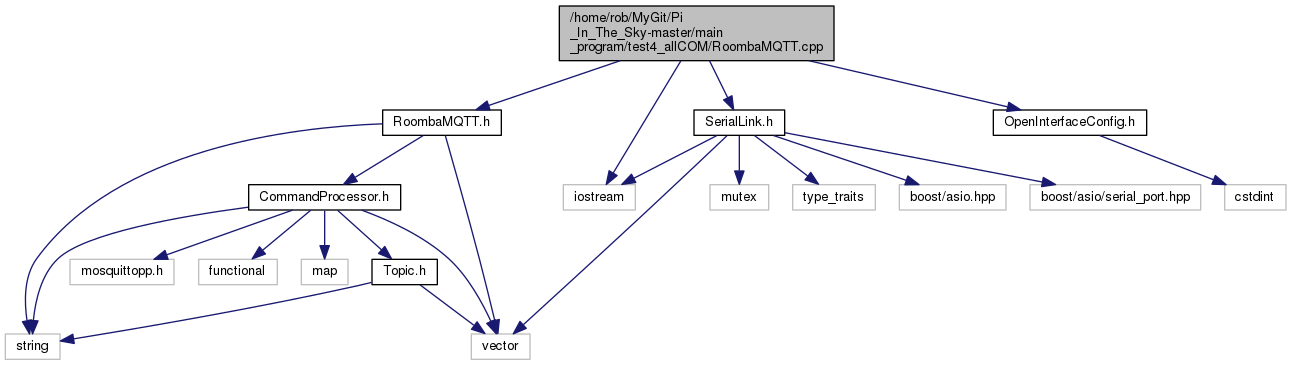 /home/rob/MyGit/Pi
_In_The_Sky-master/main
_program/test4_allCOM/RoombaMQTT.cpp
RoombaMQTT.h
SerialLink.h
OpenInterfaceConfig.h
CommandProcessor.h
iostream
mutex
type_traits
boost/asio.hpp
boost/asio/serial_port.hpp
cstdint
mosquittopp.h
functional
map
Topic.h
string
vector